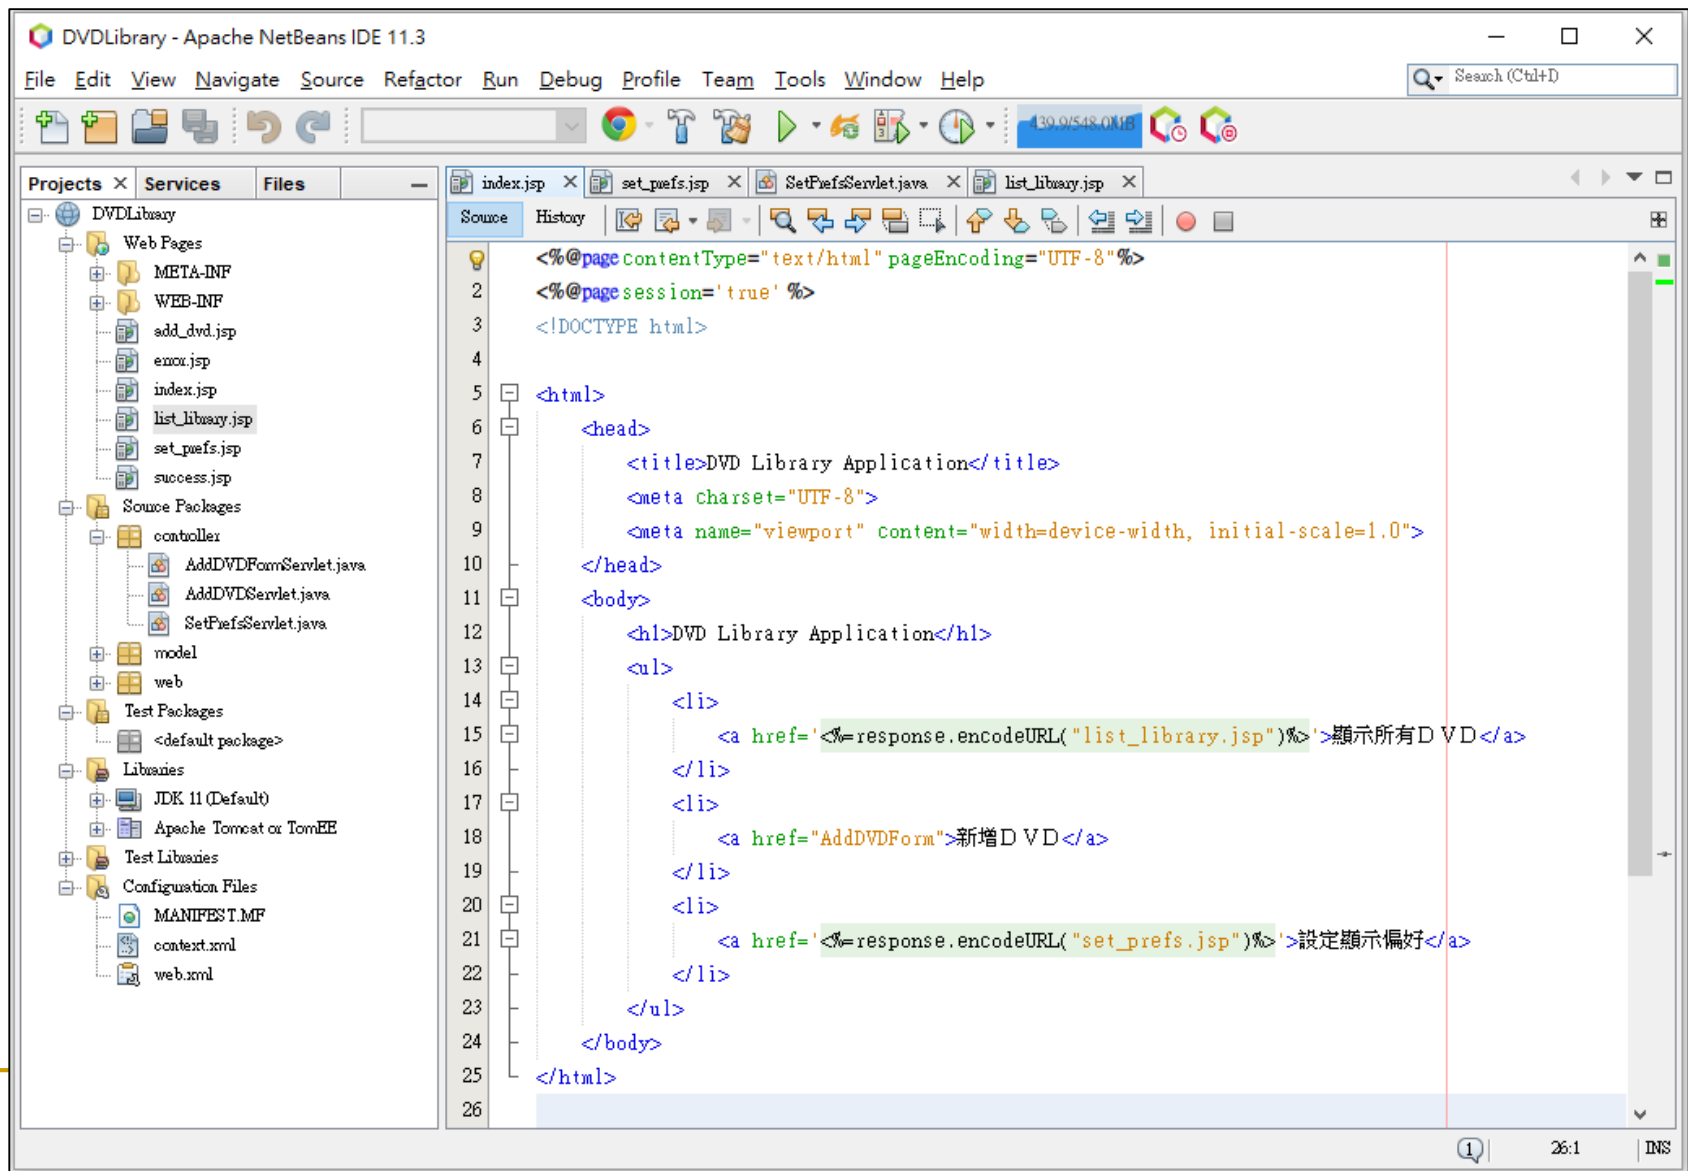 DVDLibrary - Apache NetBeans IDE 11.3
File Edit View Navigate Source Refactor Run Debug Profile Team Tools Window Help
Search (Ctrl+I)
439.9/548.0MB
Projects Services Files
DVDLibrary
Web Pages
META-INF
WEB-INF
add_dvd.jsp
error.jsp
index.jsp
list_library.jsp
set_prefs.jsp
success.jsp
Source Packages
controller
AddDVDFormServlet.java
AddDVDServlet.java
SetPrefsServlet.java
model
web
Test Packages
<default package>
Libraries
JDK 11 (Default)
Apache Tomcat or TomEE
Test Libraries
Configuration Files
MANIFEST.MF
context.xml
web.xml
index.jsp set_prefs.jsp SetPrefsServlet.java list_library.jsp
Source History
<%@page contentType="text/html" pageEncoding="UTF-8"%>
2 <%@page session='true' %>
3 <!DOCTYPE html>
4
5 <html>
6 <head>
7 <title>DVD Library Application</title>
8 <meta charset="UTF-8">
9 <meta name="viewport" content="width=device-width, initial-scale=1.0">
10 </head>
11 <body>
12 <h1>DVD Library Application</h1>
13 <ul>
14 <li>
15 <a href='<%=response.encodeURL("list_library.jsp")%>'>顯示所有ＤＶＤ</a>
16 </li>
17 <li>
18 <a href="AddDVDForm">新增ＤＶＤ</a>
19 </li>
20 <li>
21 <a href='<%=response.encodeURL("set_prefs.jsp")%>'>設定顯示偏好</a>
22 </li>
23 </ul>
24 </body>
25 </html>
26
1 26:1 INS